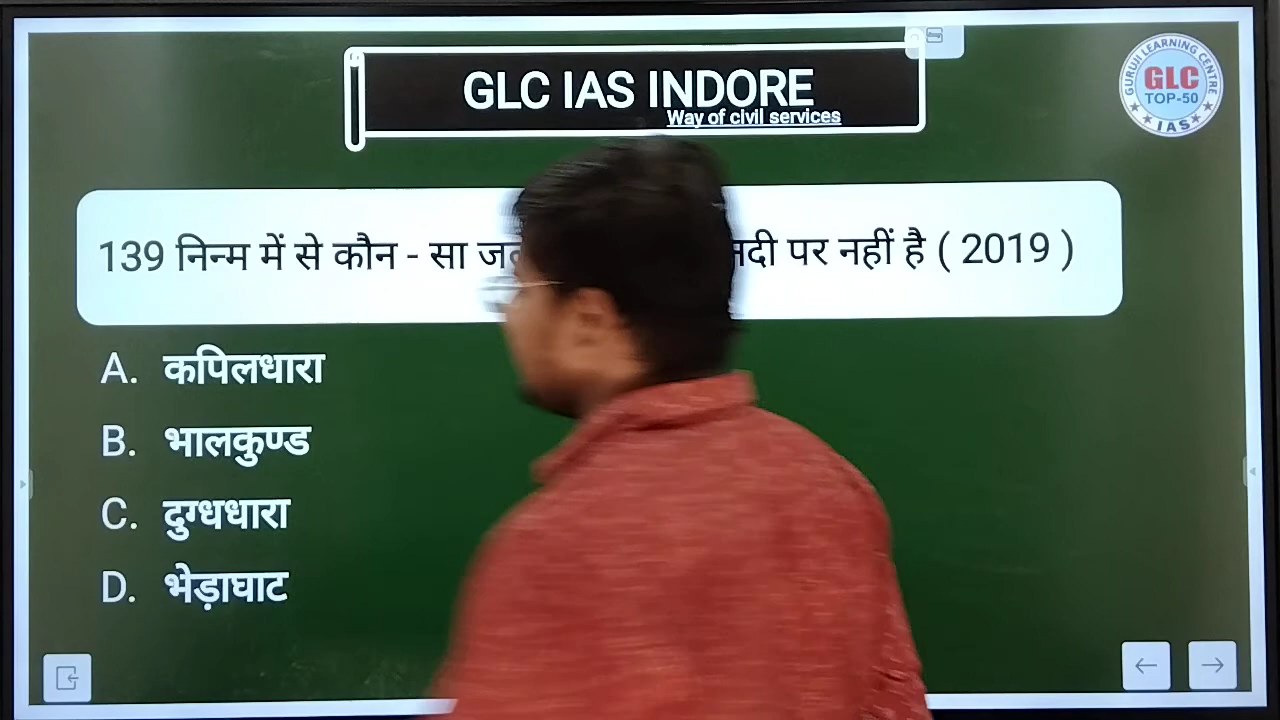 GLC IAS INDORE
Way of civil services
GURUJI LEARNING CENTRE
GLC
TOP-50
IAS
139 निन्म में से कौन - सा नदी पर नहीं है ( 2019 )
A. कपिलधारा
B. भालकुण्ड
C. दुग्धधारा
D. भेड़ाघाट